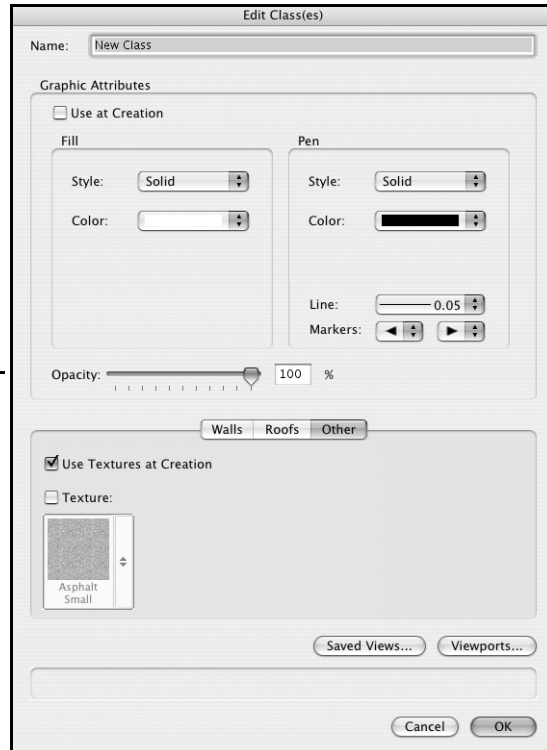 Edit Class(es)
Name: New Class
Graphic Attributes
Use at Creation
Fill
Pen
Style: Solid
Style: Solid
Color:
Color:
Line: 0.05
Markers:
Opacity: 100 %
Walls Roofs Other
Use Textures at Creation
Texture:
Asphalt
Small
Saved Views... Viewports...
Cancel OK